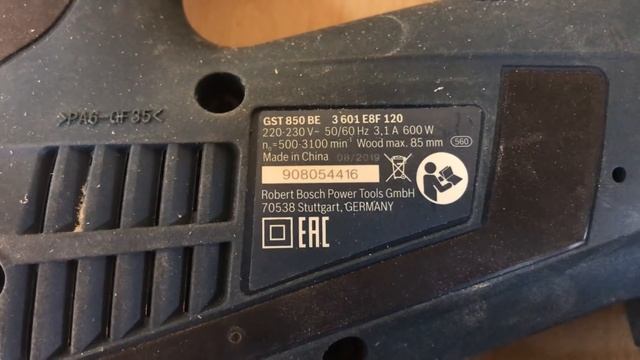 >PA6-GF35<
GST 850 BE 3 601 E8F 120
220-230 V~ 50/60 Hz 3,1 A 600 W
n₀=500-3100 min⁻¹ Wood max. 85 mm 560
Made in China 08/2019
908054416
Robert Bosch Power Tools GmbH
70538 Stuttgart, GERMANY
EAC